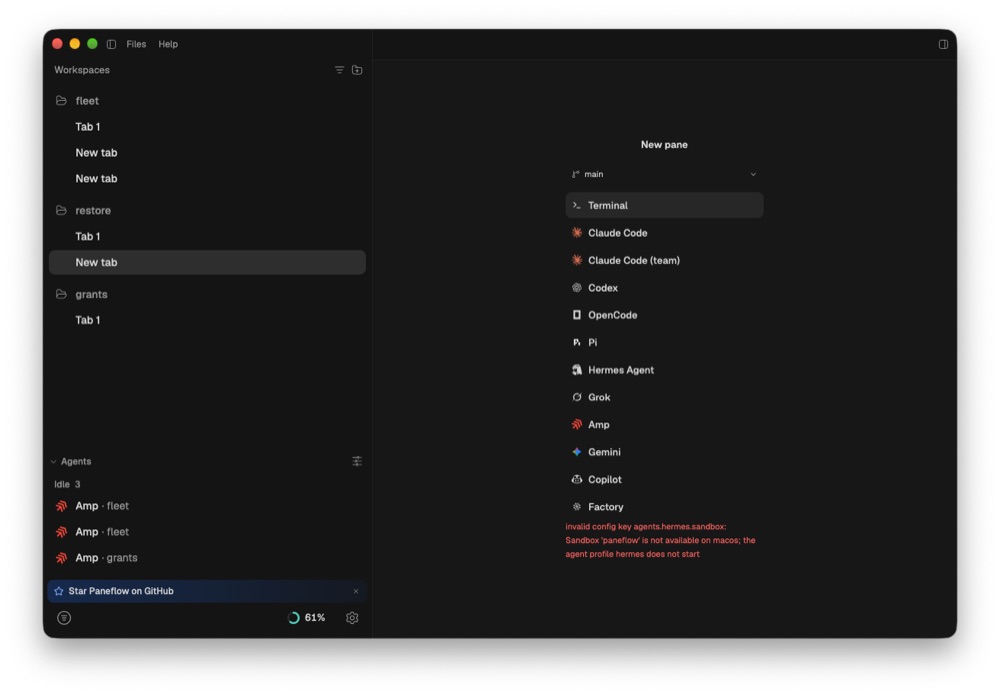 Files Help
Workspaces
fleet
Tab 1
New tab
New tab
restore
Tab 1
New tab
grants
Tab 1
Agents
Idle 3
Amp · fleet
Amp · fleet
Amp · grants
Star Paneflow on GitHub
61%
New pane
main
Terminal
Claude Code
Claude Code (team)
Codex
OpenCode
Pi
Hermes Agent
Grok
Amp
Gemini
Copilot
Factory
invalid config key agents.hermes.sandbox:
Sandbox 'paneflow' is not available on macos; the
agent profile hermes does not start